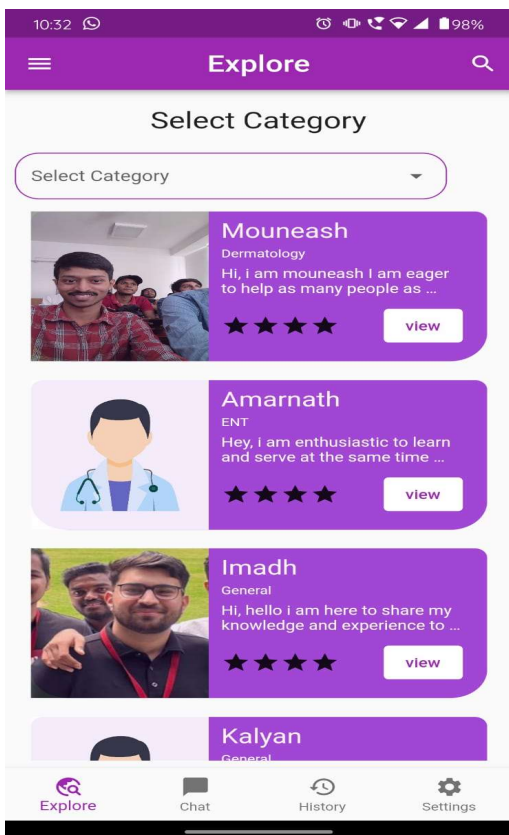 10:32 98%
Explore
Select Category
Select Category
Mouneash
Dermatology
Hi, i am mouneash I am eager
to help as many people as ...
view
Amarnath
ENT
Hey, i am enthusiastic to learn
and serve at the same time ...
view
Imadh
General
Hi, hello i am here to share my
knowledge and experience to ...
view
Kalyan
General
Explore Chat History Settings